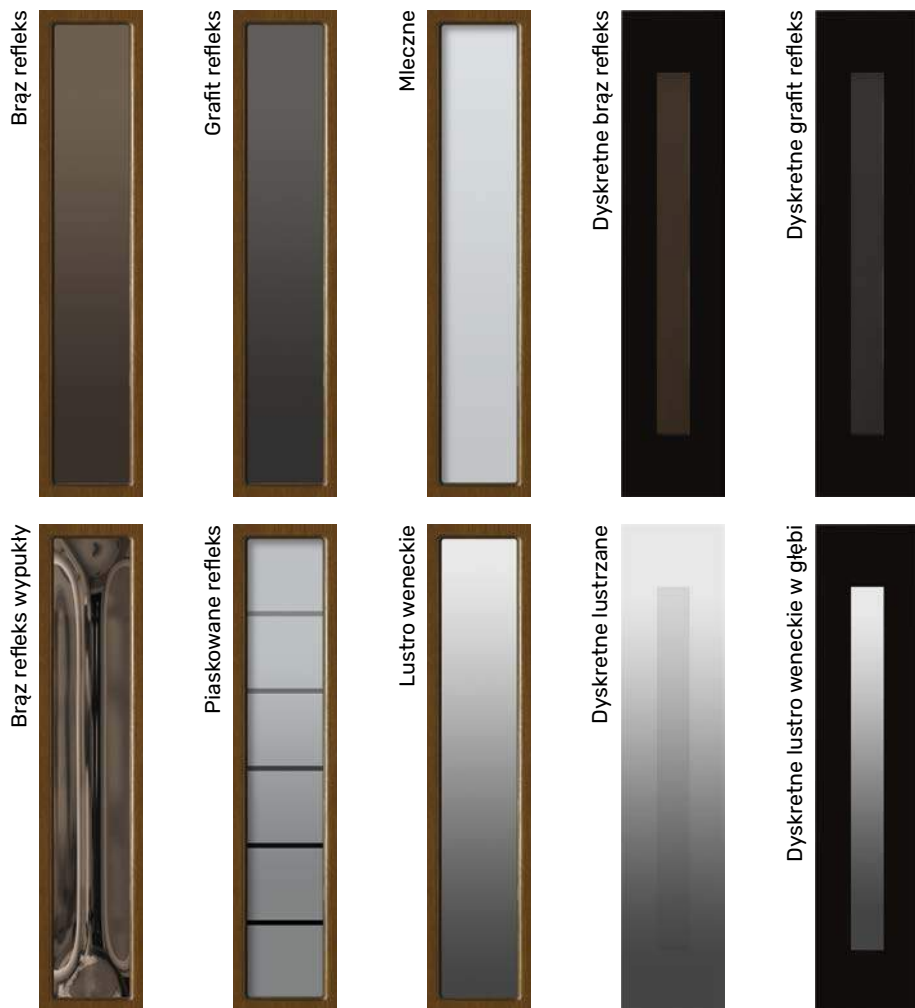 Brąz refleks
Grafit refleks
Mleczne
Dyskretne brąz refleks
Dyskretne grafit refleks
Brąz refleks wypukły
Piaskowane refleks
Lustro weneckie
Dyskretne lustrzane
Dyskretne lustro weneckie w głębi